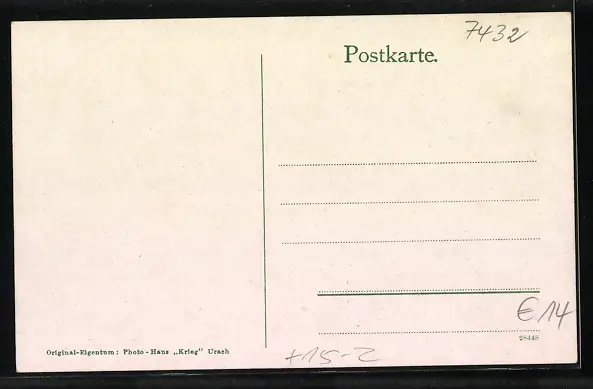 7432
Postkarte.
€14
28448
Original-Eigentum: Photo-Haus „Krieg" Urach
+15-2